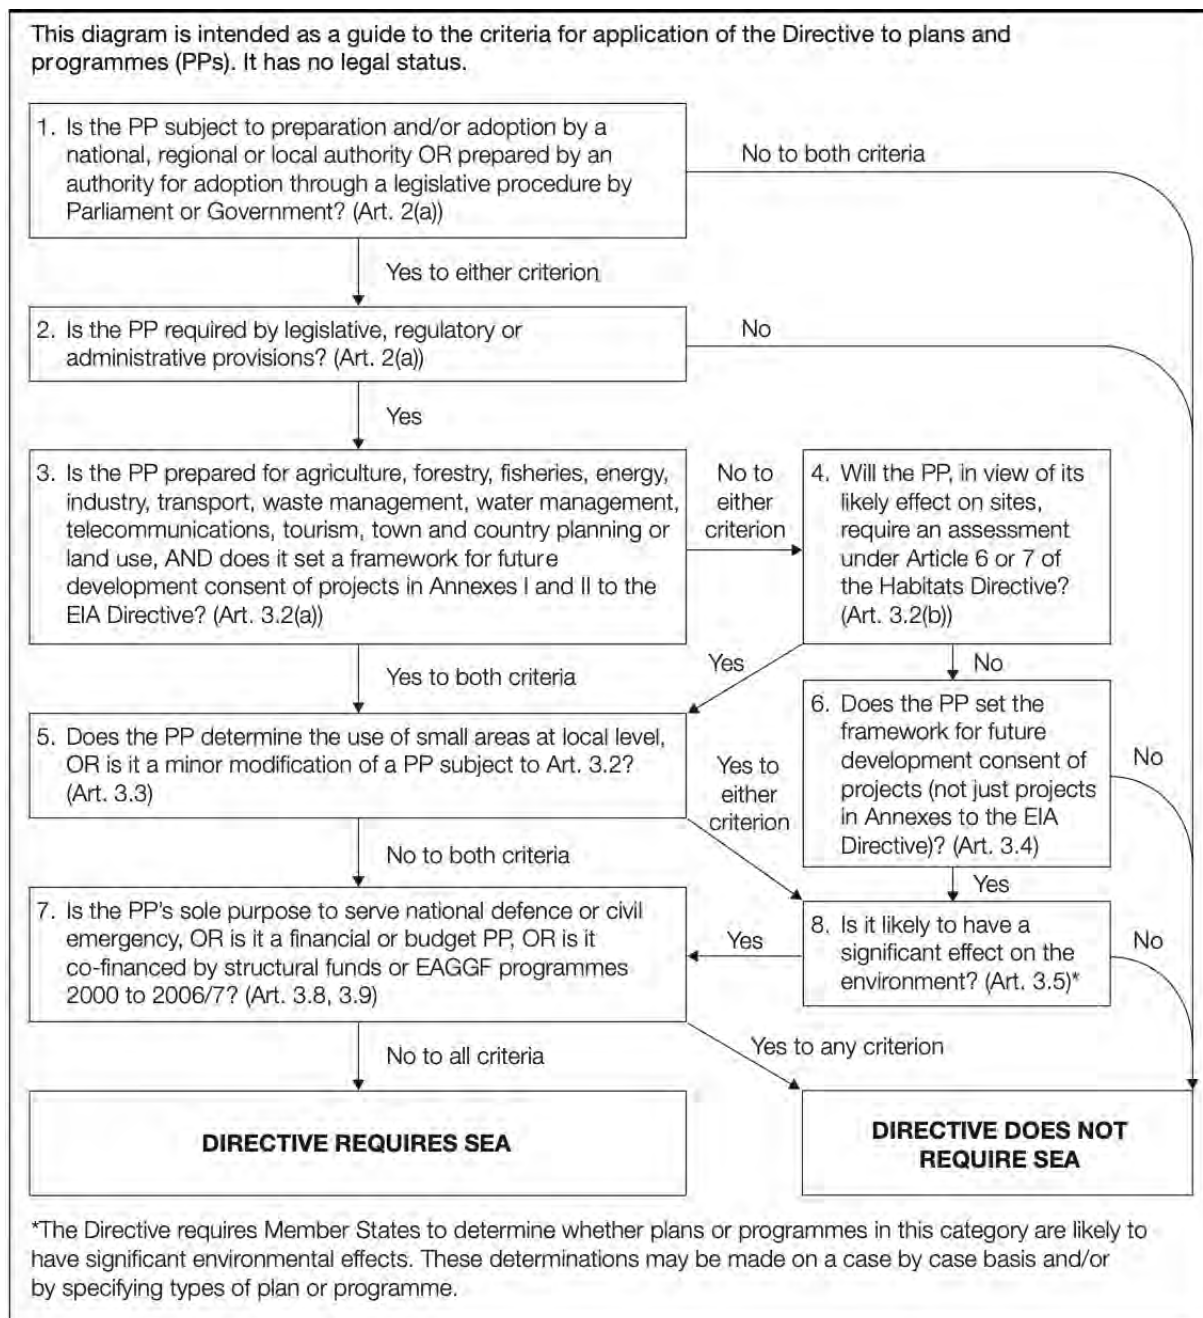 This diagram is intended as a guide to the criteria for application of the Directive to plans and
programmes (PPs). It has no legal status.
1. Is the PP subject to preparation and/or adoption by a
national, regional or local authority OR prepared by an
authority for adoption through a legislative procedure by
Parliament or Government? (Art. 2(a))
No to both criteria
Yes to either criterion
2. Is the PP required by legislative, regulatory or
administrative provisions? (Art. 2(a))
No
Yes
3. Is the PP prepared for agriculture, forestry, fisheries, energy,
industry, transport, waste management, water management,
telecommunications, tourism, town and country planning or
land use, AND does it set a framework for future
development consent of projects in Annexes I and II to the
EIA Directive? (Art. 3.2(a))
No to
either
criterion
4. Will the PP, in view of its
likely effect on sites,
require an assessment
under Article 6 or 7 of
the Habitats Directive?
(Art. 3.2(b))
Yes to both criteria
Yes
No
5. Does the PP determine the use of small areas at local level,
OR is it a minor modification of a PP subject to Art. 3.2?
(Art. 3.3)
Yes to
either
criterion
6. Does the PP set the
framework for future
development consent of
projects (not just projects
in Annexes to the EIA
Directive)? (Art. 3.4)
No
No to both criteria
Yes
7. Is the PP's sole purpose to serve national defence or civil
emergency, OR is it a financial or budget PP, OR is it
co-financed by structural funds or EAGGF programmes
2000 to 2006/7? (Art. 3.8, 3.9)
Yes
8. Is it likely to have a
significant effect on the
environment? (Art. 3.5)*
No
No to all criteria
Yes to any criterion
DIRECTIVE REQUIRES SEA
DIRECTIVE DOES NOT
REQUIRE SEA
*The Directive requires Member States to determine whether plans or programmes in this category are likely to
have significant environmental effects. These determinations may be made on a case by case basis and/or
by specifying types of plan or programme.